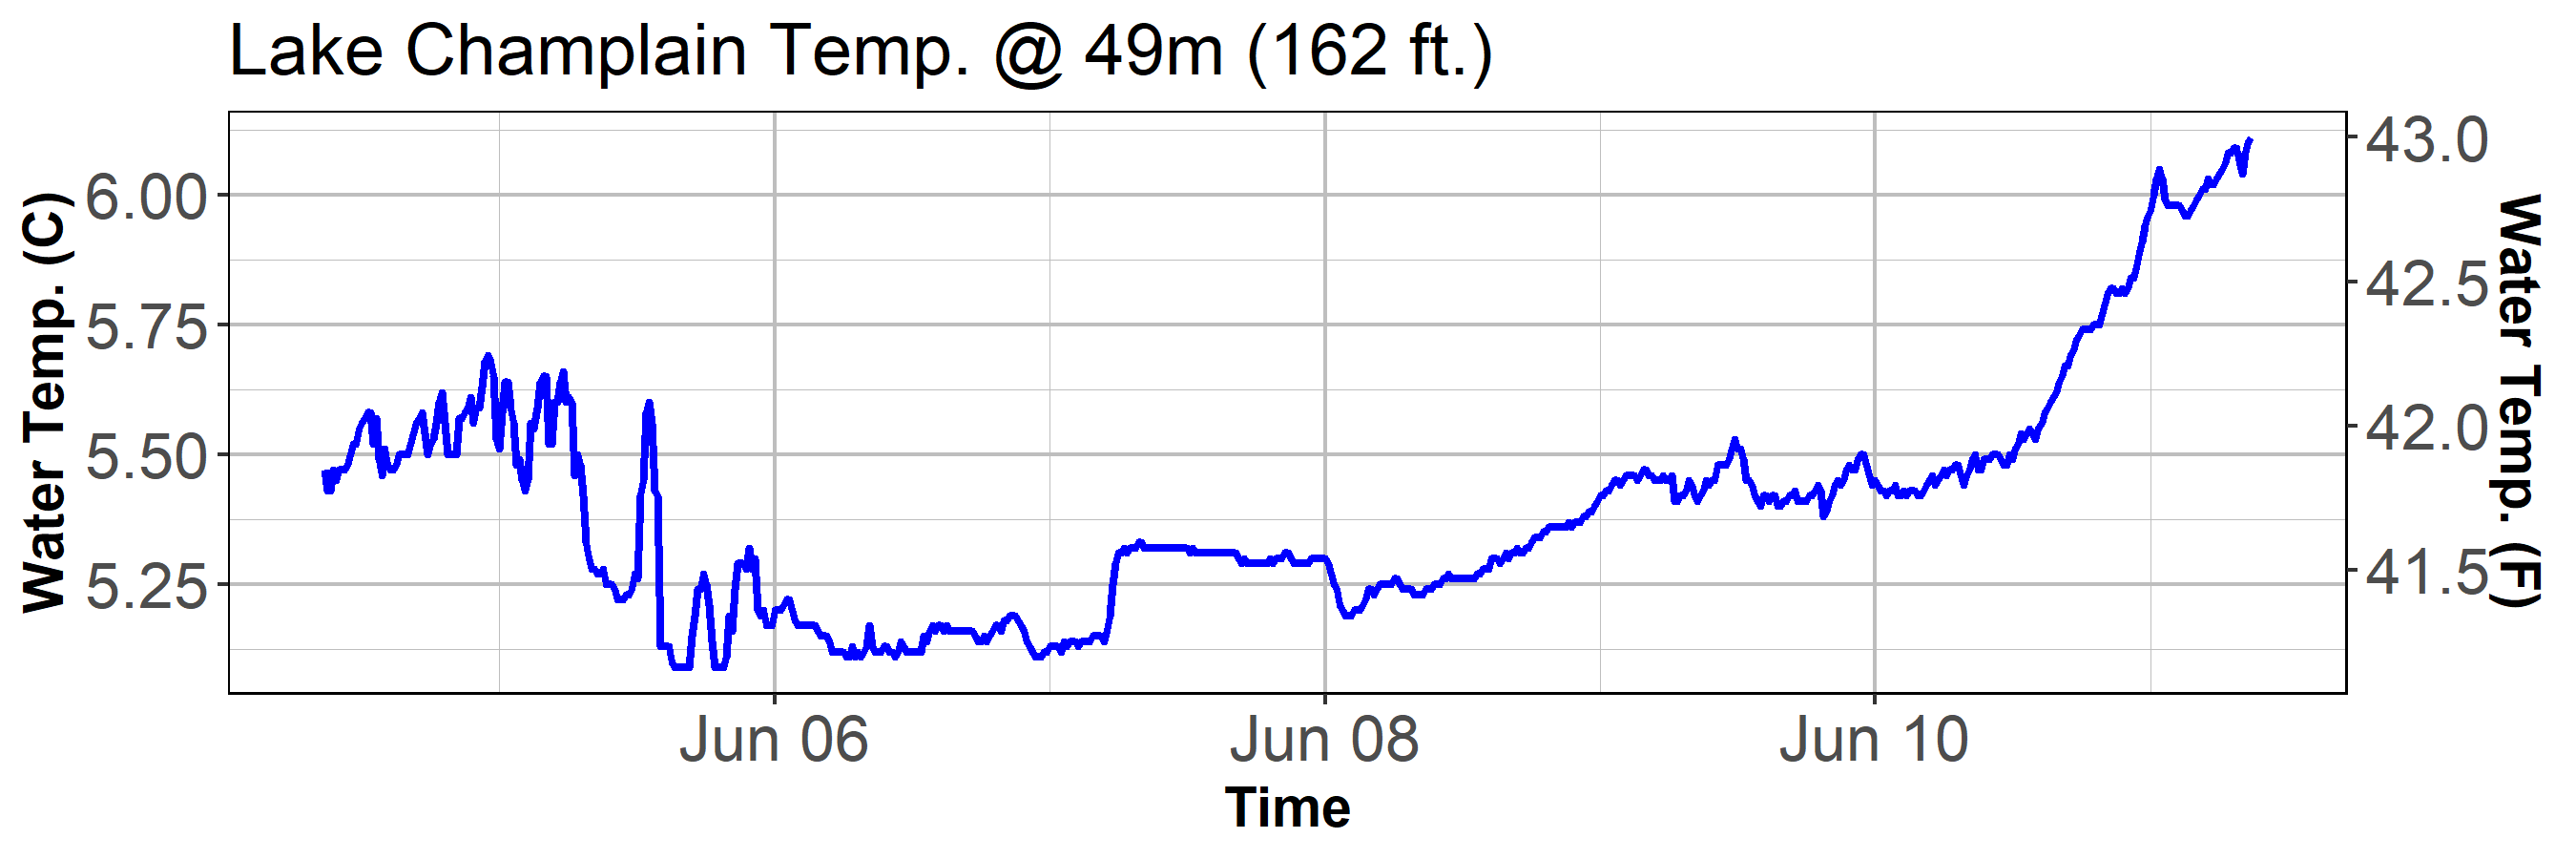 Lake Champlain Temp. @ 49m (162 ft.)
Water Temp. (C)
6.00
5.75
5.50
5.25
43.0
42.5
42.0
41.5
Water Temp. (F)
Jun 06 Jun 08 Jun 10
Time